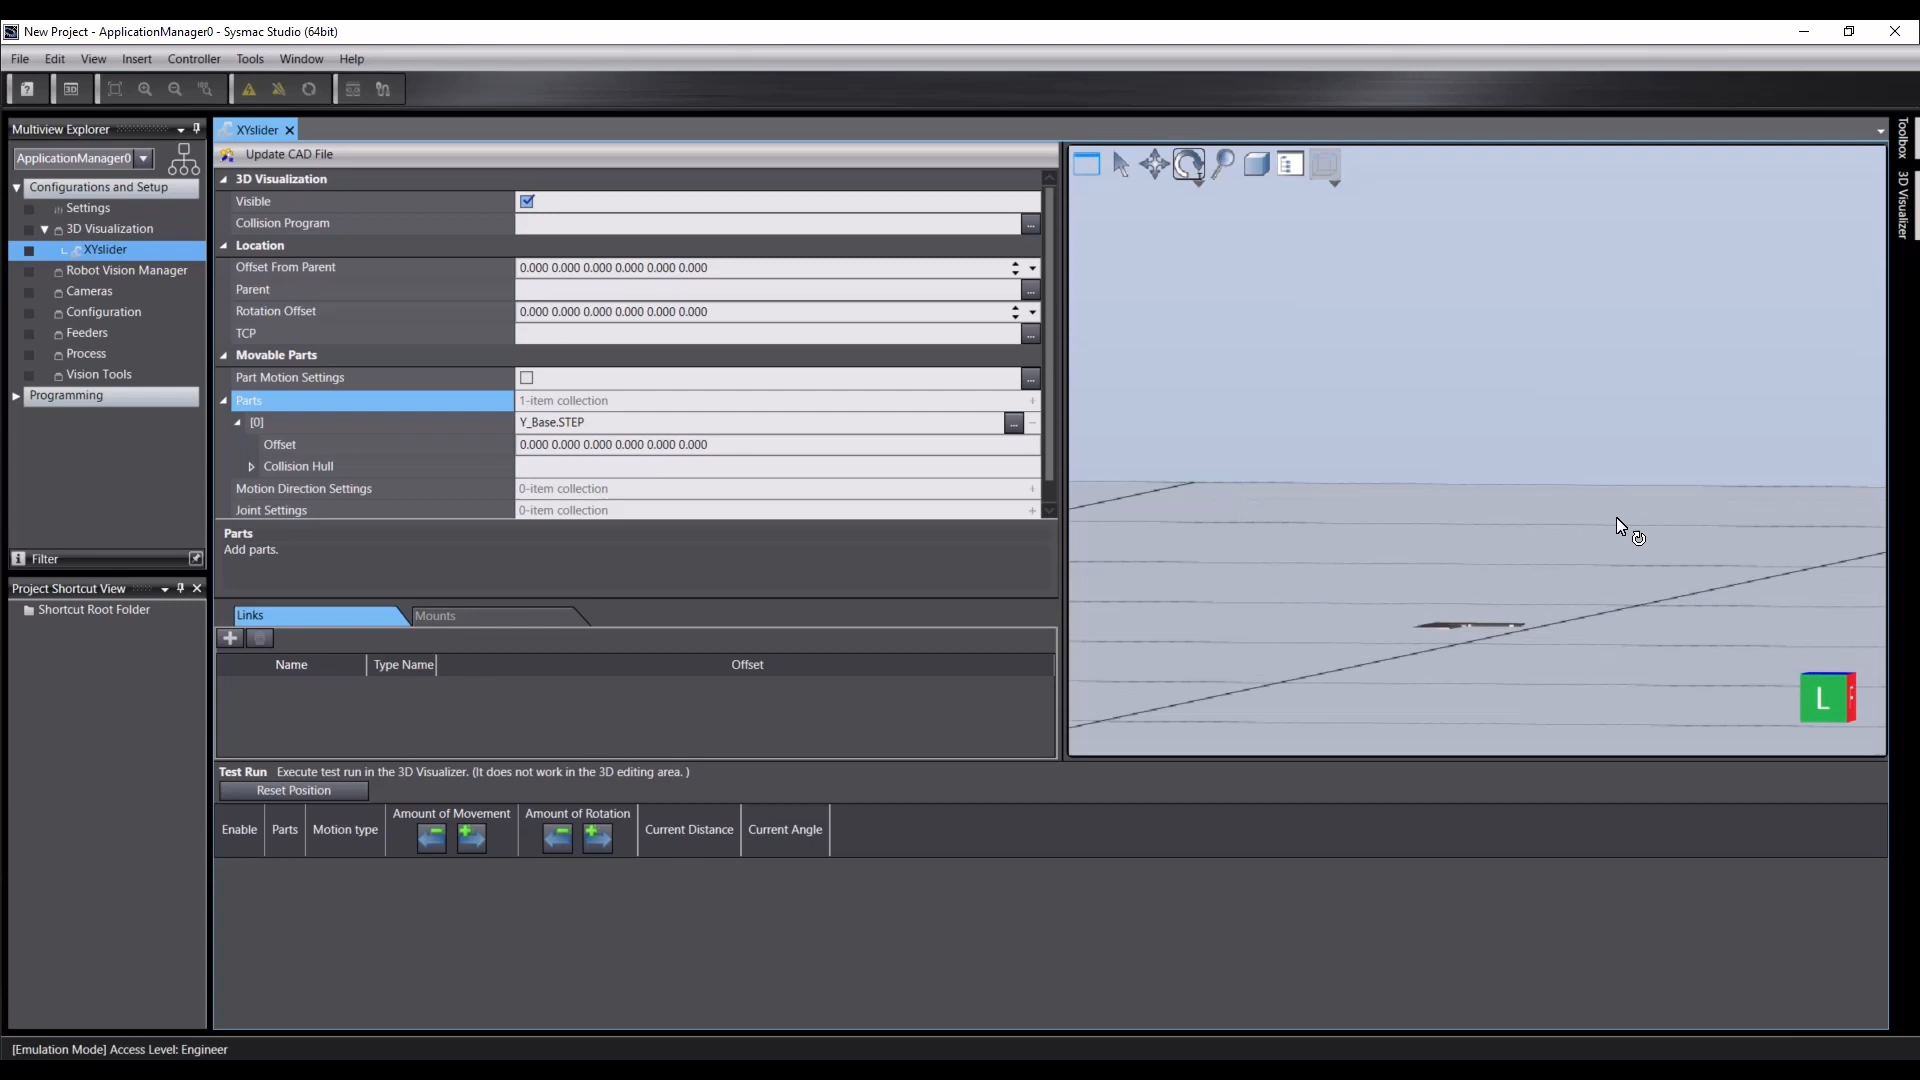 New Project - ApplicationManager0 - Sysmac Studio (64bit)
File Edit View Insert Controller Tools Window Help
3D
Multiview Explorer
XYslider
ApplicationManager0
Update CAD File
Configurations and Setup
3D Visualization
Settings
Visible
3D Visualization
Collision Program ...
XYslider
Location
Robot Vision Manager
Offset From Parent 0.000 0.000 0.000 0.000 0.000 0.000
Cameras
Parent ...
Configuration
Rotation Offset 0.000 0.000 0.000 0.000 0.000 0.000
Feeders
TCP ...
Process
Movable Parts
Vision Tools
Part Motion Settings ...
Programming
Parts 1-item collection +
[0] Y_Base.STEP ... -
Offset 0.000 0.000 0.000 0.000 0.000 0.000
Collision Hull
Motion Direction Settings 0-item collection +
Joint Settings 0-item collection +
Parts
Add parts.
Filter
Project Shortcut View
Shortcut Root Folder
Links Mounts
Name Type Name Offset
L
Test Run Execute test run in the 3D Visualizer. (It does not work in the 3D editing area. )
Reset Position
Enable Parts Motion type Amount of Movement Amount of Rotation Current Distance Current Angle
Toolbox
3D Visualizer
[Emulation Mode] Access Level: Engineer